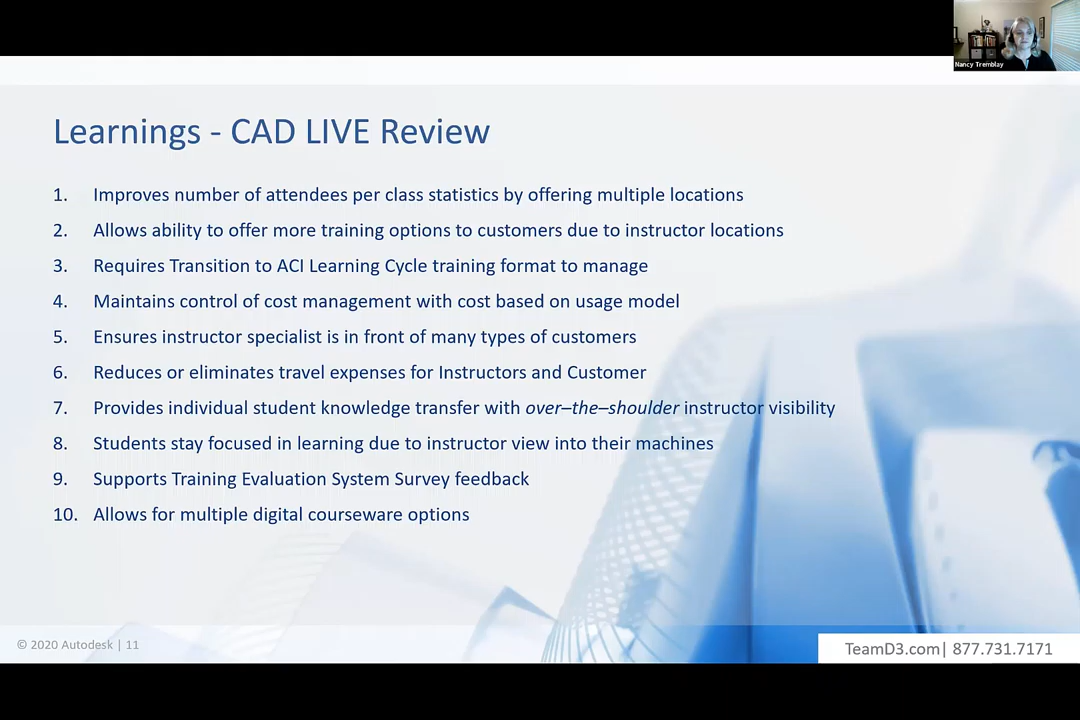 Nancy Tremblay
Learnings - CAD LIVE Review
1. Improves number of attendees per class statistics by offering multiple locations
2. Allows ability to offer more training options to customers due to instructor locations
3. Requires Transition to ACI Learning Cycle training format to manage
4. Maintains control of cost management with cost based on usage model
5. Ensures instructor specialist is in front of many types of customers
6. Reduces or eliminates travel expenses for Instructors and Customer
7. Provides individual student knowledge transfer with over–the–shoulder instructor visibility
8. Students stay focused in learning due to instructor view into their machines
9. Supports Training Evaluation System Survey feedback
10. Allows for multiple digital courseware options
© 2020 Autodesk | 11
TeamD3.com| 877.731.7171